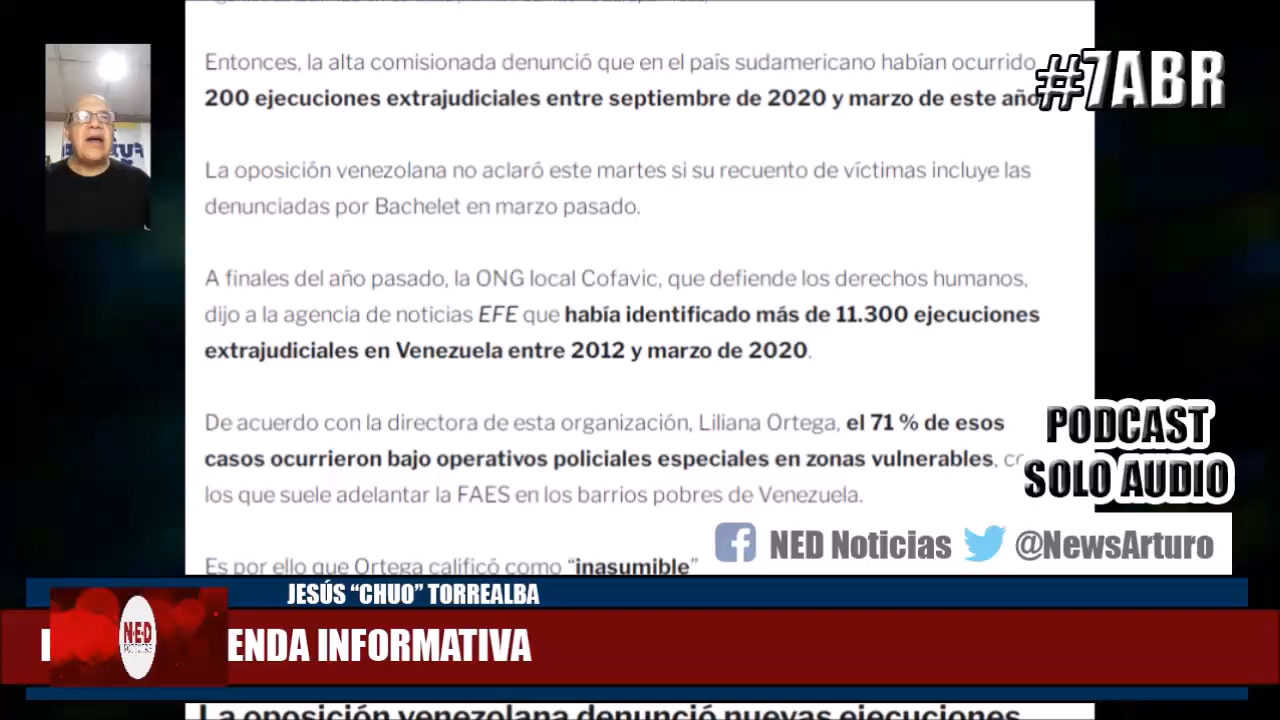 Entonces, la alta comisionada denunció que en el país sudamericano habían ocurrido
200 ejecuciones extrajudiciales entre septiembre de 2020 y marzo de este año
#7ABR
La oposición venezolana no aclaró este martes si su recuento de víctimas incluye las
denunciadas por Bachelet en marzo pasado.
A finales del año pasado, la ONG local Cofavic, que defiende los derechos humanos,
dijo a la agencia de noticias EFE que había identificado más de 11.300 ejecuciones
extrajudiciales en Venezuela entre 2012 y marzo de 2020.
De acuerdo con la directora de esta organización, Liliana Ortega, el 71 % de esos
casos ocurrieron bajo operativos policiales especiales en zonas vulnerables,
los que suele adelantar la FAES en los barrios pobres de Venezuela.
PODCAST
SOLO AUDIO
NED Noticias @NewsArturo
Es por ello que Ortega calificó como “inasumible”
JESÚS “CHUO” TORREALBA
NED
ENDA INFORMATIVA
La oposición venezolana denunció nuevas ejecuciones